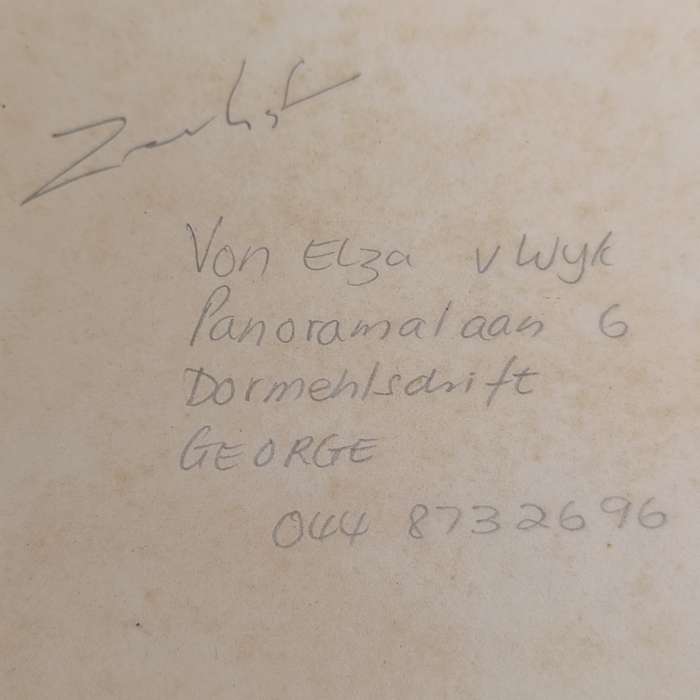 Von Elza v Wyk
Panoramalaan 6
Dormehlsdrift
GEORGE
044 8732696